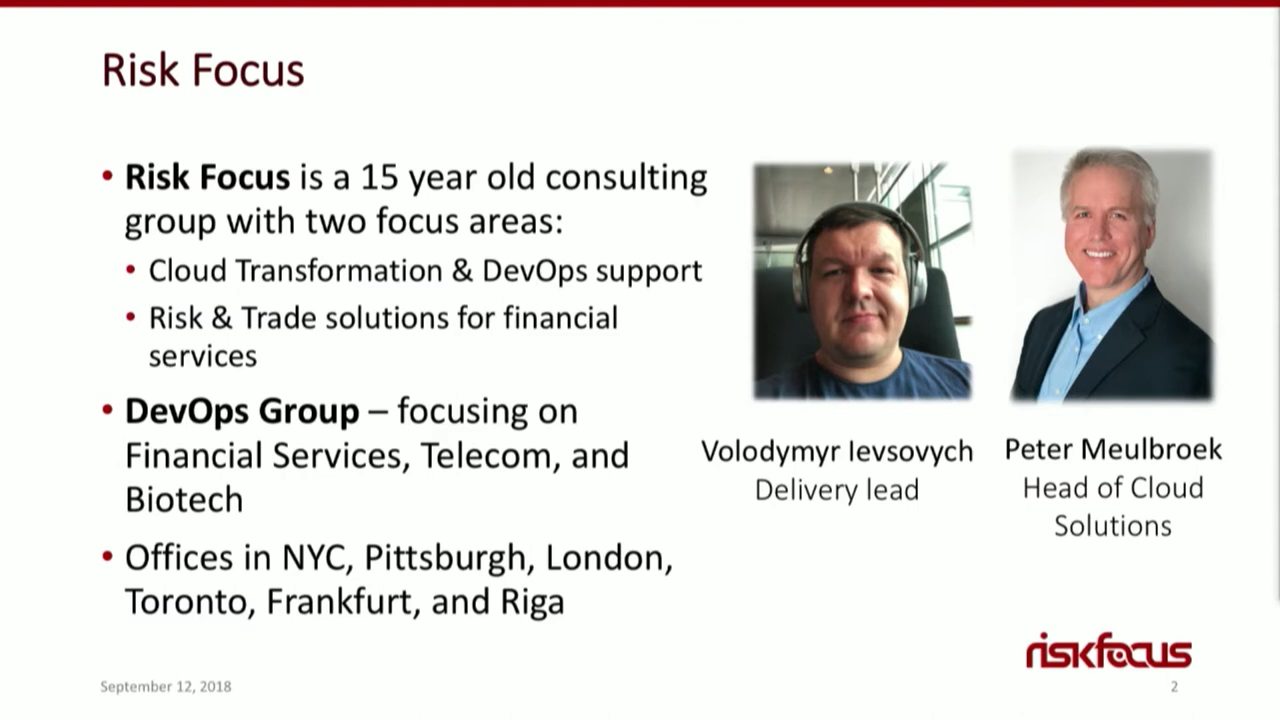 Risk Focus
• Risk Focus is a 15 year old consulting
group with two focus areas:
• Cloud Transformation & DevOps support
• Risk & Trade solutions for financial
services
• DevOps Group – focusing on
Financial Services, Telecom, and
Biotech
• Offices in NYC, Pittsburgh, London,
Toronto, Frankfurt, and Riga
Volodymyr Ievsovych
Delivery lead
Peter Meulbroek
Head of Cloud
Solutions
riskfocus
September 12, 2018
2